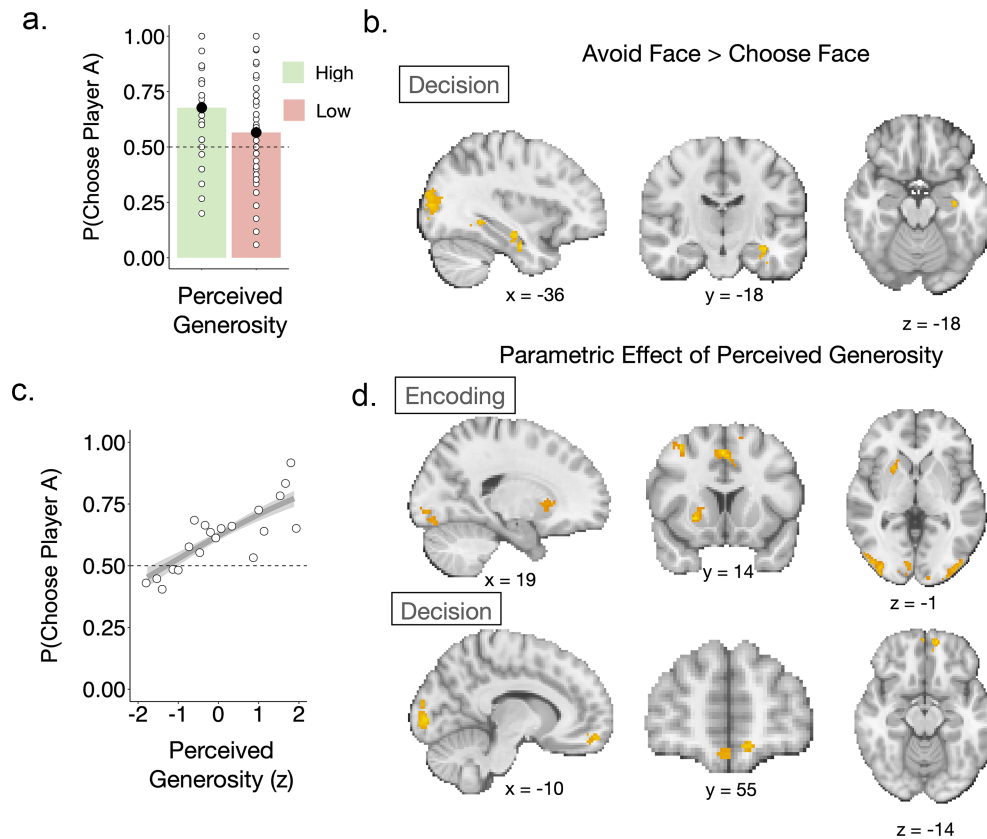 a.
P(Choose Player A)
1.00
0.75
0.50
0.25
0.00
High
Low
Perceived
Generosity
b.
Avoid Face > Choose Face
Decision
x = -36
y = -18
z = -18
c.
P(Choose Player A)
1.00
0.75
0.50
0.25
0.00
-2 -1 0 1 2
Perceived
Generosity (z)
Parametric Effect of Perceived Generosity
d.
Encoding
x = 19
y = 14
z = -1
Decision
x = -10
y = 55
z = -14